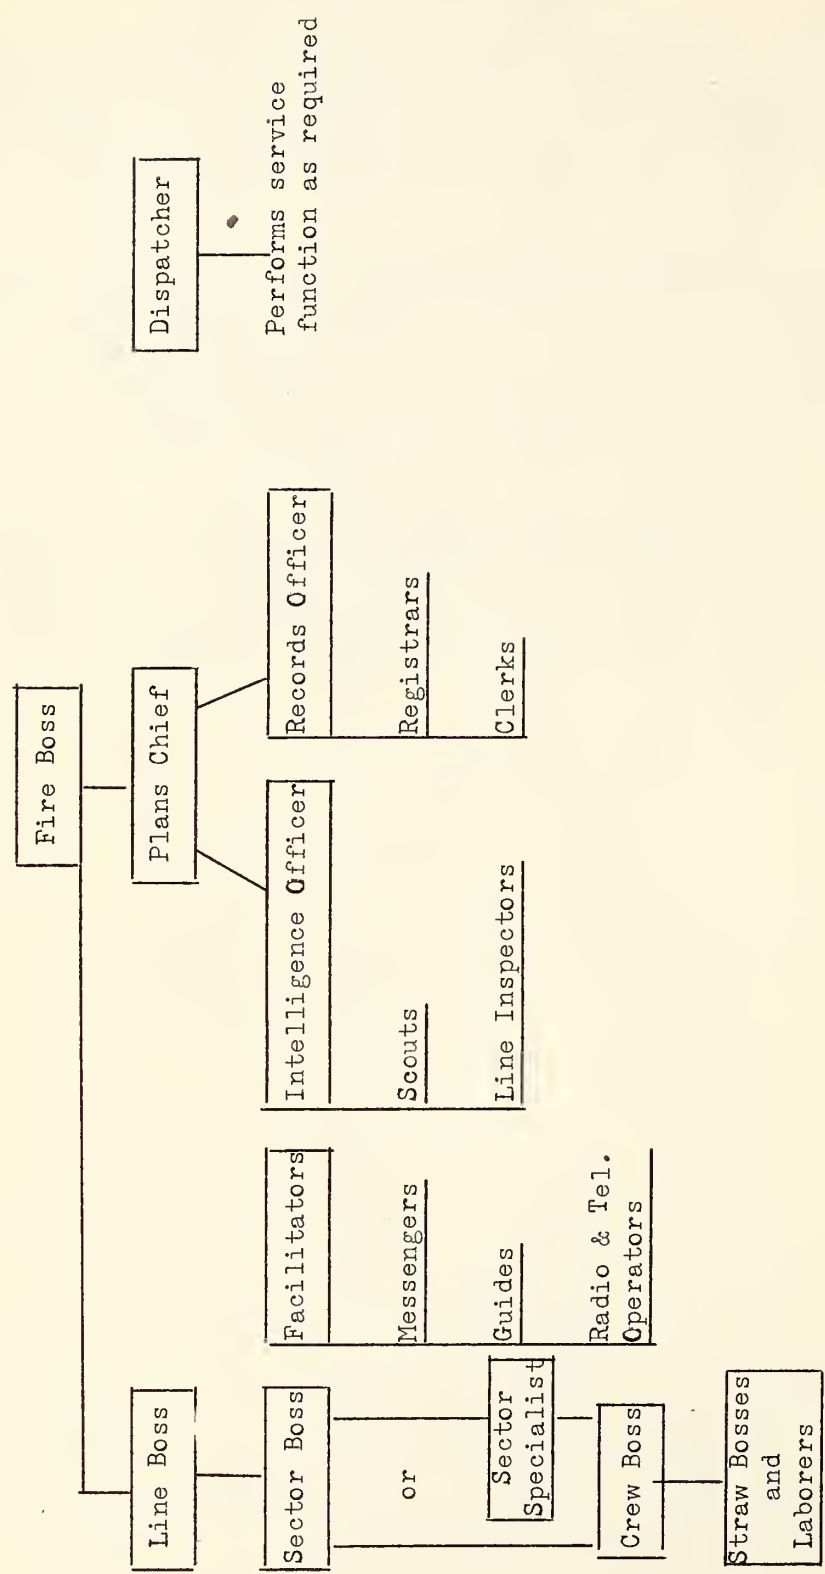 Fire Boss
Line Boss
Plans Chief
Dispatcher
Sector Boss
Facilitators
Intelligence Officer
Records Officer
Performs service
function as required
or
Messengers
Scouts
Registrars
Sector
Specialist
Guides
Line Inspectors
Clerks
Crew Boss
Radio & Tel.
Operators
Straw Bosses
and
Laborers